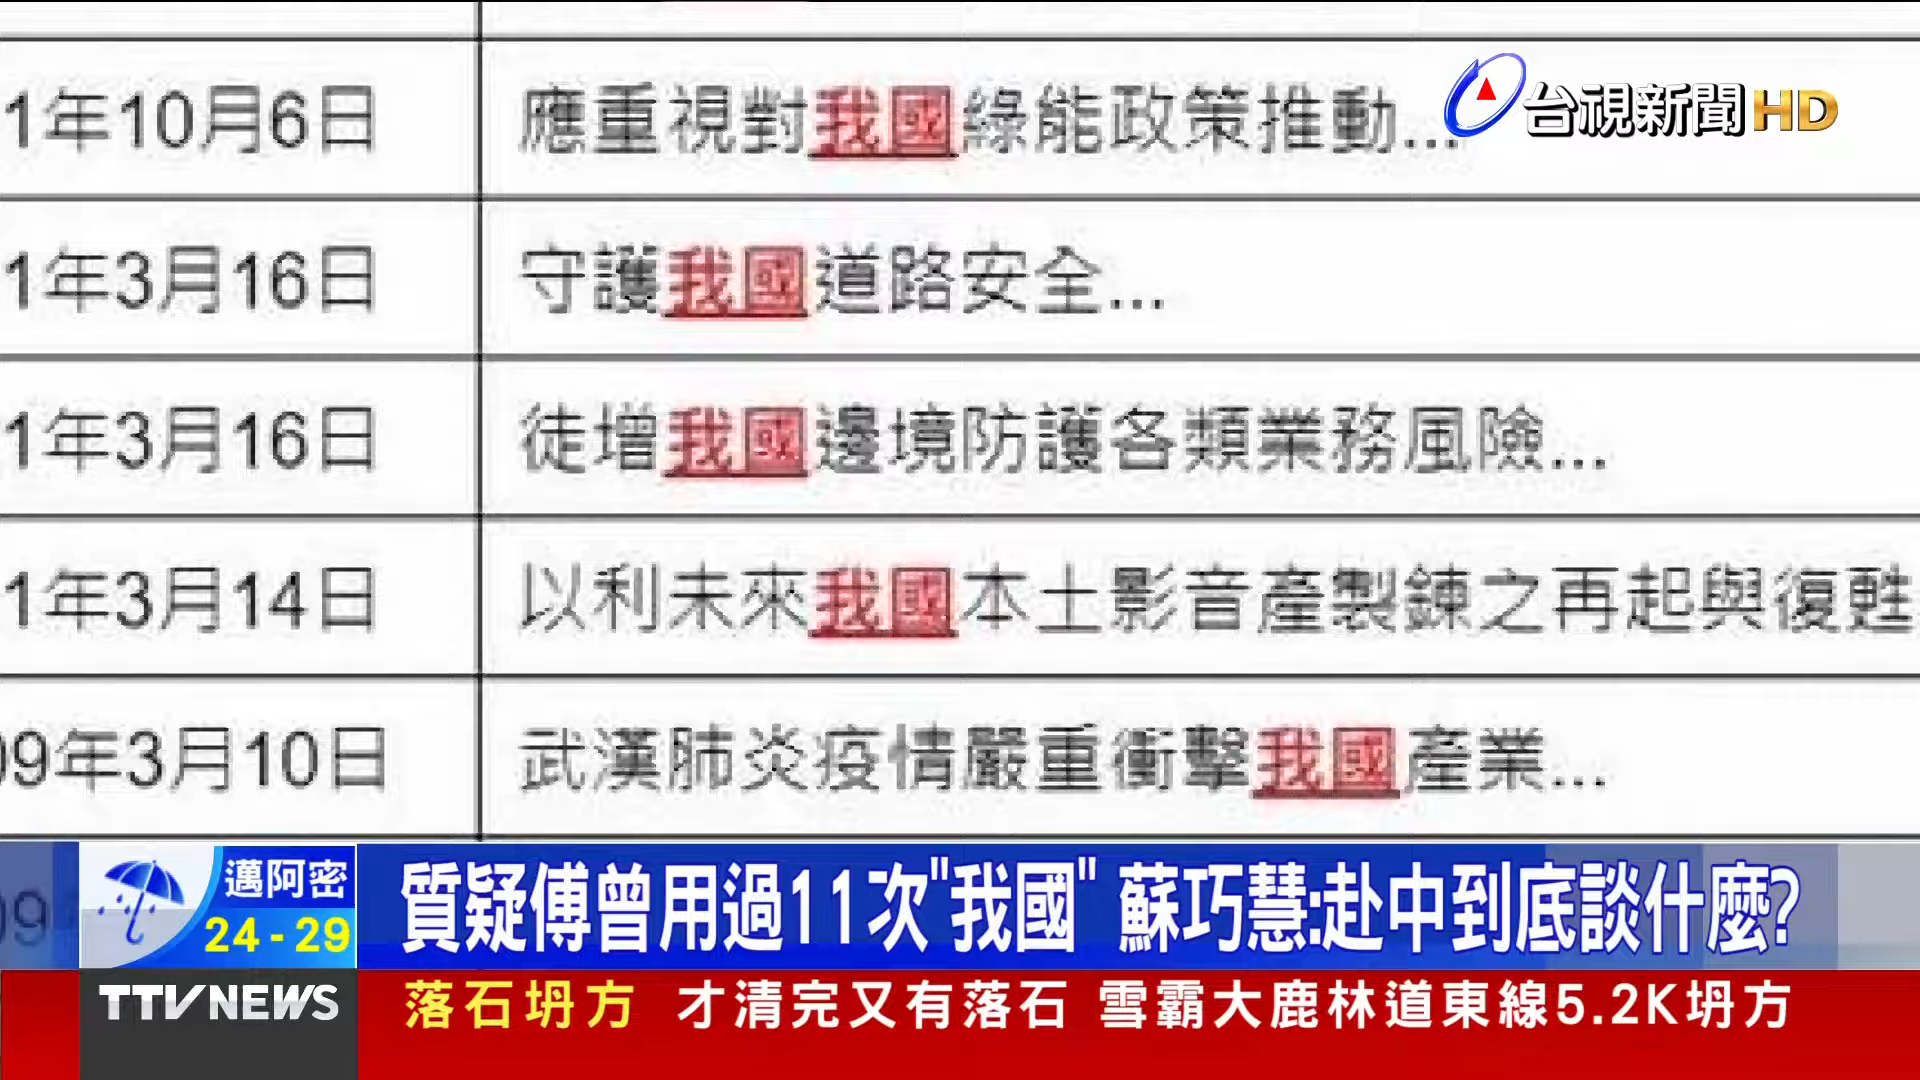 1年10月6日 應重視對我國綠能政策推動...
台視新聞HD
1年3月16日 守護我國道路安全...
1年3月16日 徒增我國邊境防護各類業務風險...
1年3月14日 以利未來我國本土影音產製鍊之再起與復甦
09年3月10日 武漢肺炎疫情嚴重衝擊我國產業...
09
邁阿密
24-29
質疑傅曾用過11次"我國" 蘇巧慧:赴中到底談什麼?
TTV NEWS
落石坍方 才清完又有落石 雪霸大鹿林道東線5.2K坍方